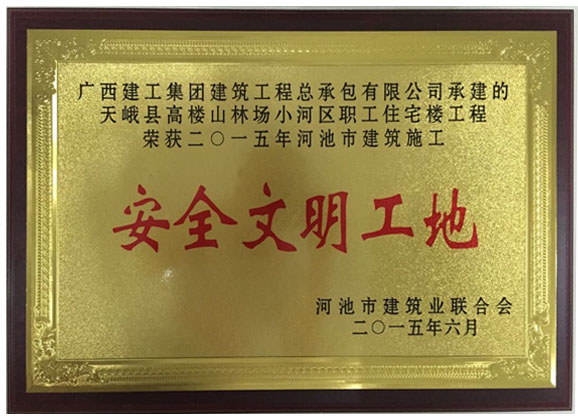 广西建工集团建筑工程总承包有限公司承建的
天峨县高楼山林场小河区职工住宅楼工程
荣获二〇一五年河池市建筑施工
安全文明工地
河池市建筑业联合会
二〇一五年六月